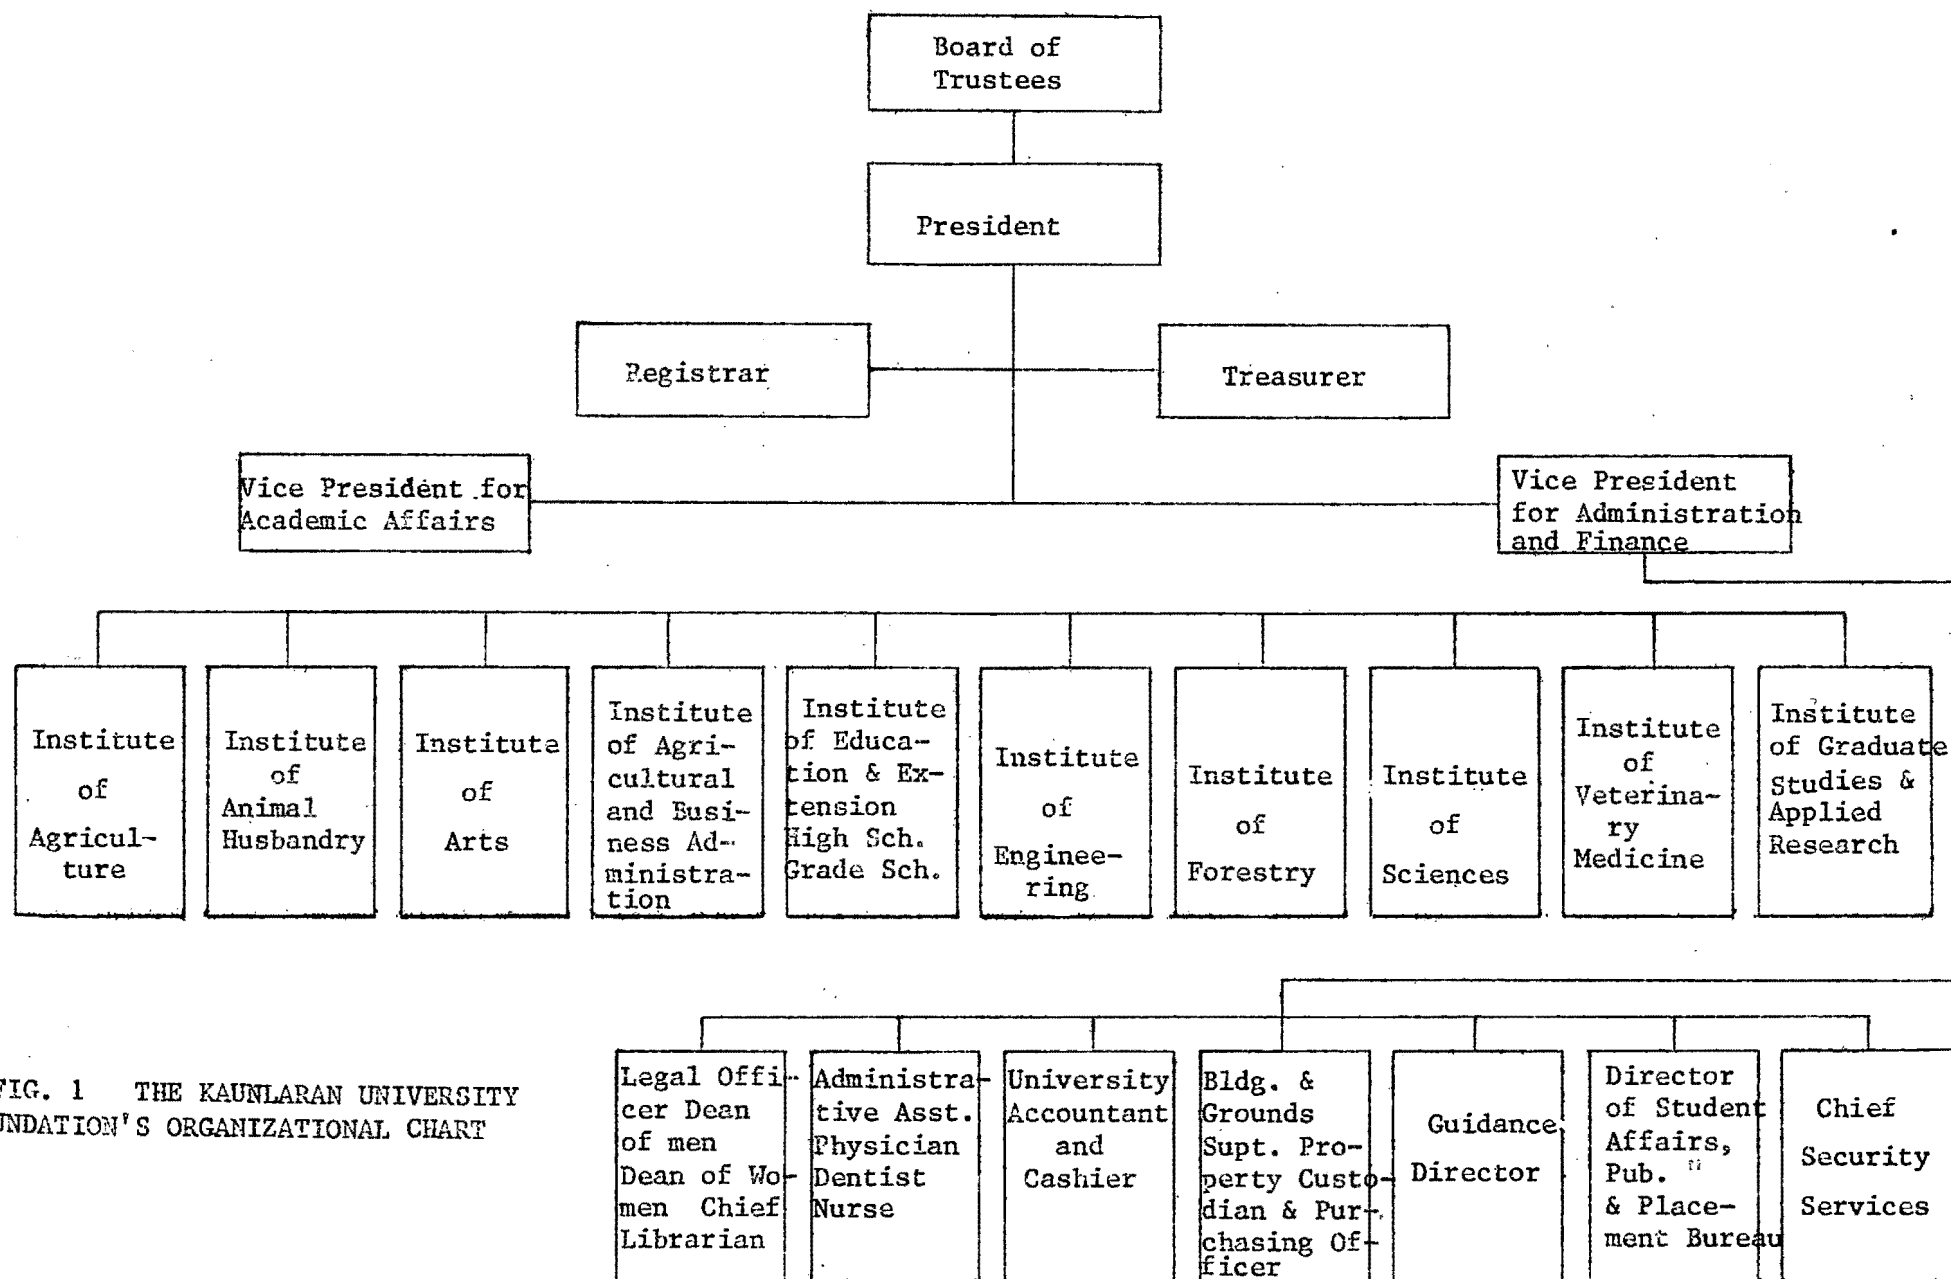 Board of
Trustees
President
Registrar
Treasurer
Vice President for
Academic Affairs
Vice President
for Administration
and Finance
Institute
of
Agricul-
ture
Institute
of
Animal
Husbandry
Institute
of
Arts
Institute
of Agri-
cultural
and Busi-
ness Ad-
ministra-
tion
Institute
of Educa-
tion & Ex-
tension
High Sch.
Grade Sch.
Institute
of
Enginee-
ring
Institute
of
Forestry
Institute
of
Sciences
Institute
of
Veterina-
ry
Medicine
Institute
of Graduate
Studies &
Applied
Research
Legal Offi-
cer Dean
of men
Dean of Wo-
men Chief
Librarian
Administra-
tive Asst.
Physician
Dentist
Nurse
University
Accountant
and
Cashier
Bldg. &
Grounds
Supt. Pro-
perty Custo-
dian & Pur-
chasing Of-
ficer
Guidance
Director
Director
of Student
Affairs,
Pub. "
& Place-
ment Bureau
Chief
Security
Services
FIG. 1 THE KAUNLARAN UNIVERSITY
UNDATION'S ORGANIZATIONAL CHART